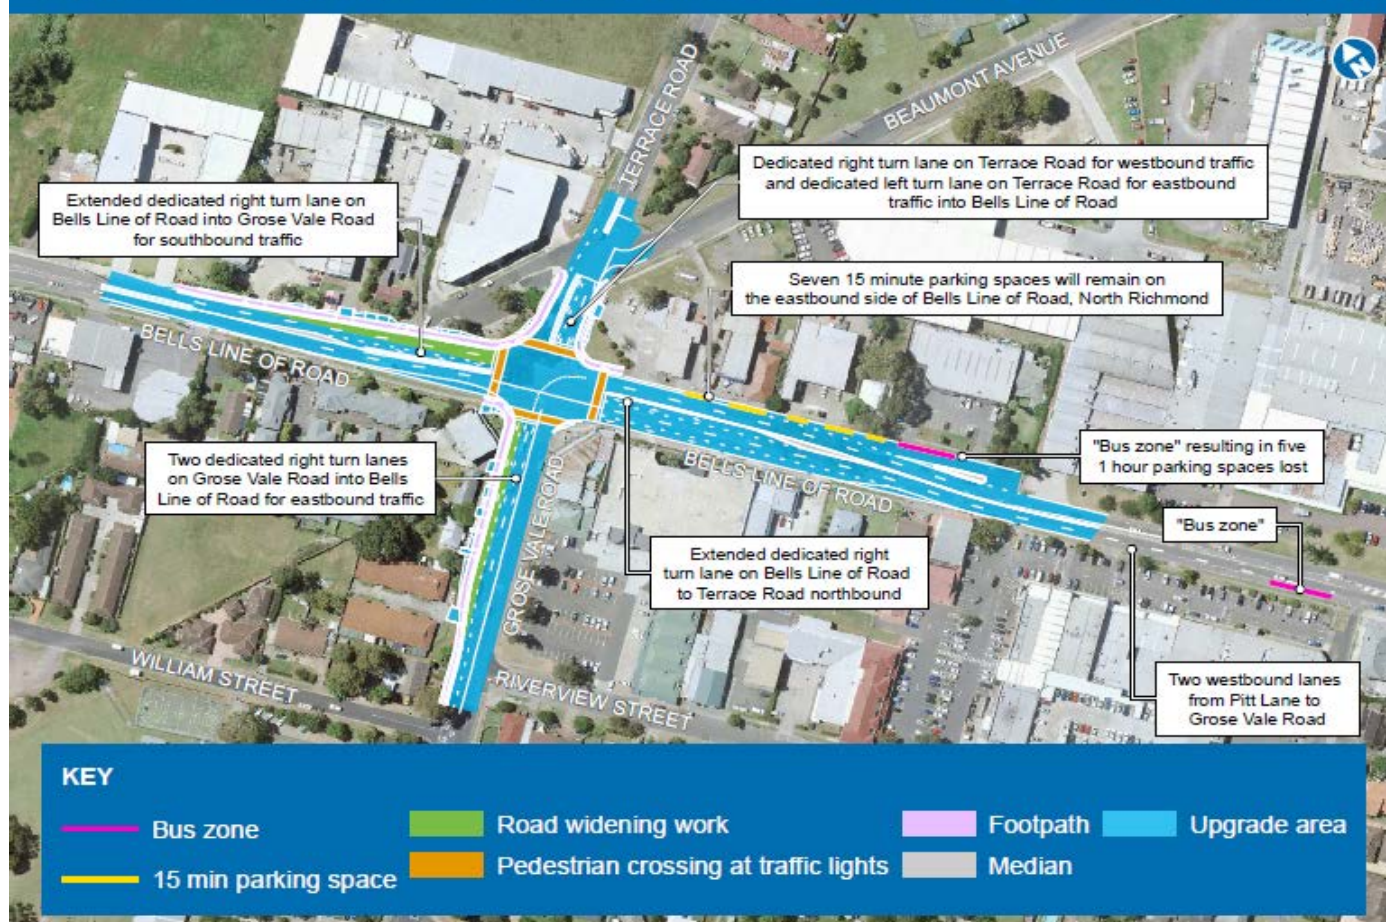 TERRACE ROAD
BEAUMONT AVENUE
Dedicated right turn lane on Terrace Road for westbound traffic
and dedicated left turn lane on Terrace Road for eastbound
traffic into Bells Line of Road
Extended dedicated right turn lane on
Bells Line of Road into Grose Vale Road
for southbound traffic
Seven 15 minute parking spaces will remain on
the eastbound side of Bells Line of Road, North Richmond
BELLS LINE OF ROAD
Two dedicated right turn lanes
on Grose Vale Road into Bells
Line of Road for eastbound traffic
GROSE VALE ROAD
BELLS LINE OF ROAD
"Bus zone" resulting in five
1 hour parking spaces lost
"Bus zone"
Extended dedicated right
turn lane on Bells Line of Road
to Terrace Road northbound
WILLIAM STREET
RIVERVIEW STREET
Two westbound lanes
from Pitt Lane to
Grose Vale Road
KEY
Bus zone
15 min parking space
Road widening work
Pedestrian crossing at traffic lights
Footpath
Median
Upgrade area
N